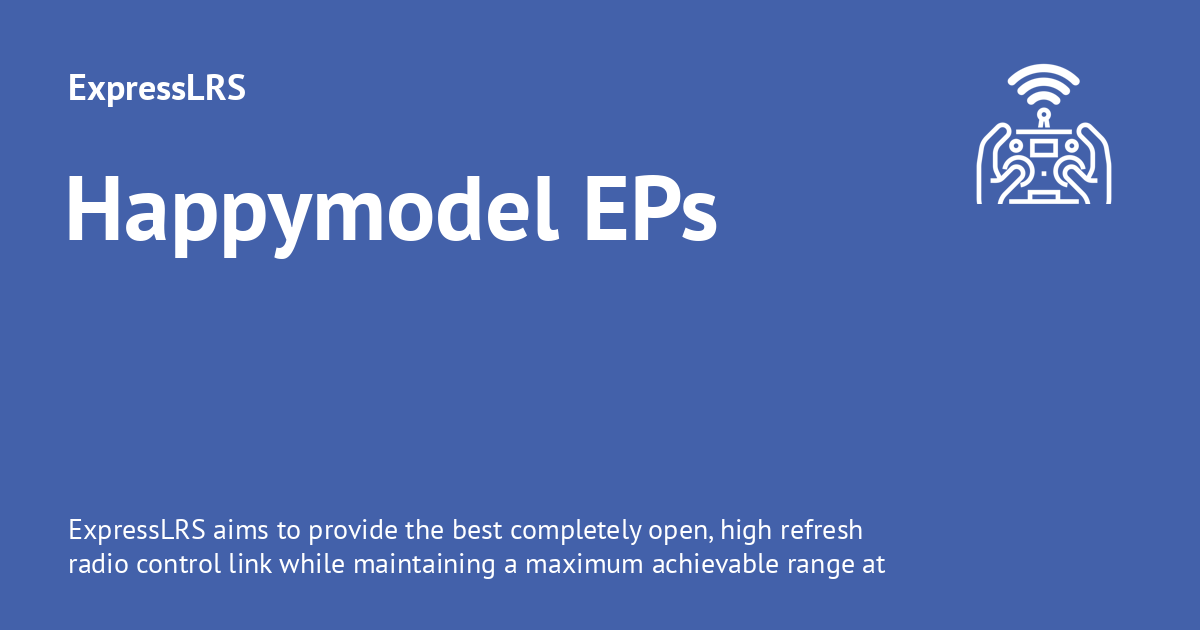 ExpressLRS
Happymodel EPs
ExpressLRS aims to provide the best completely open, high refresh
radio control link while maintaining a maximum achievable range at